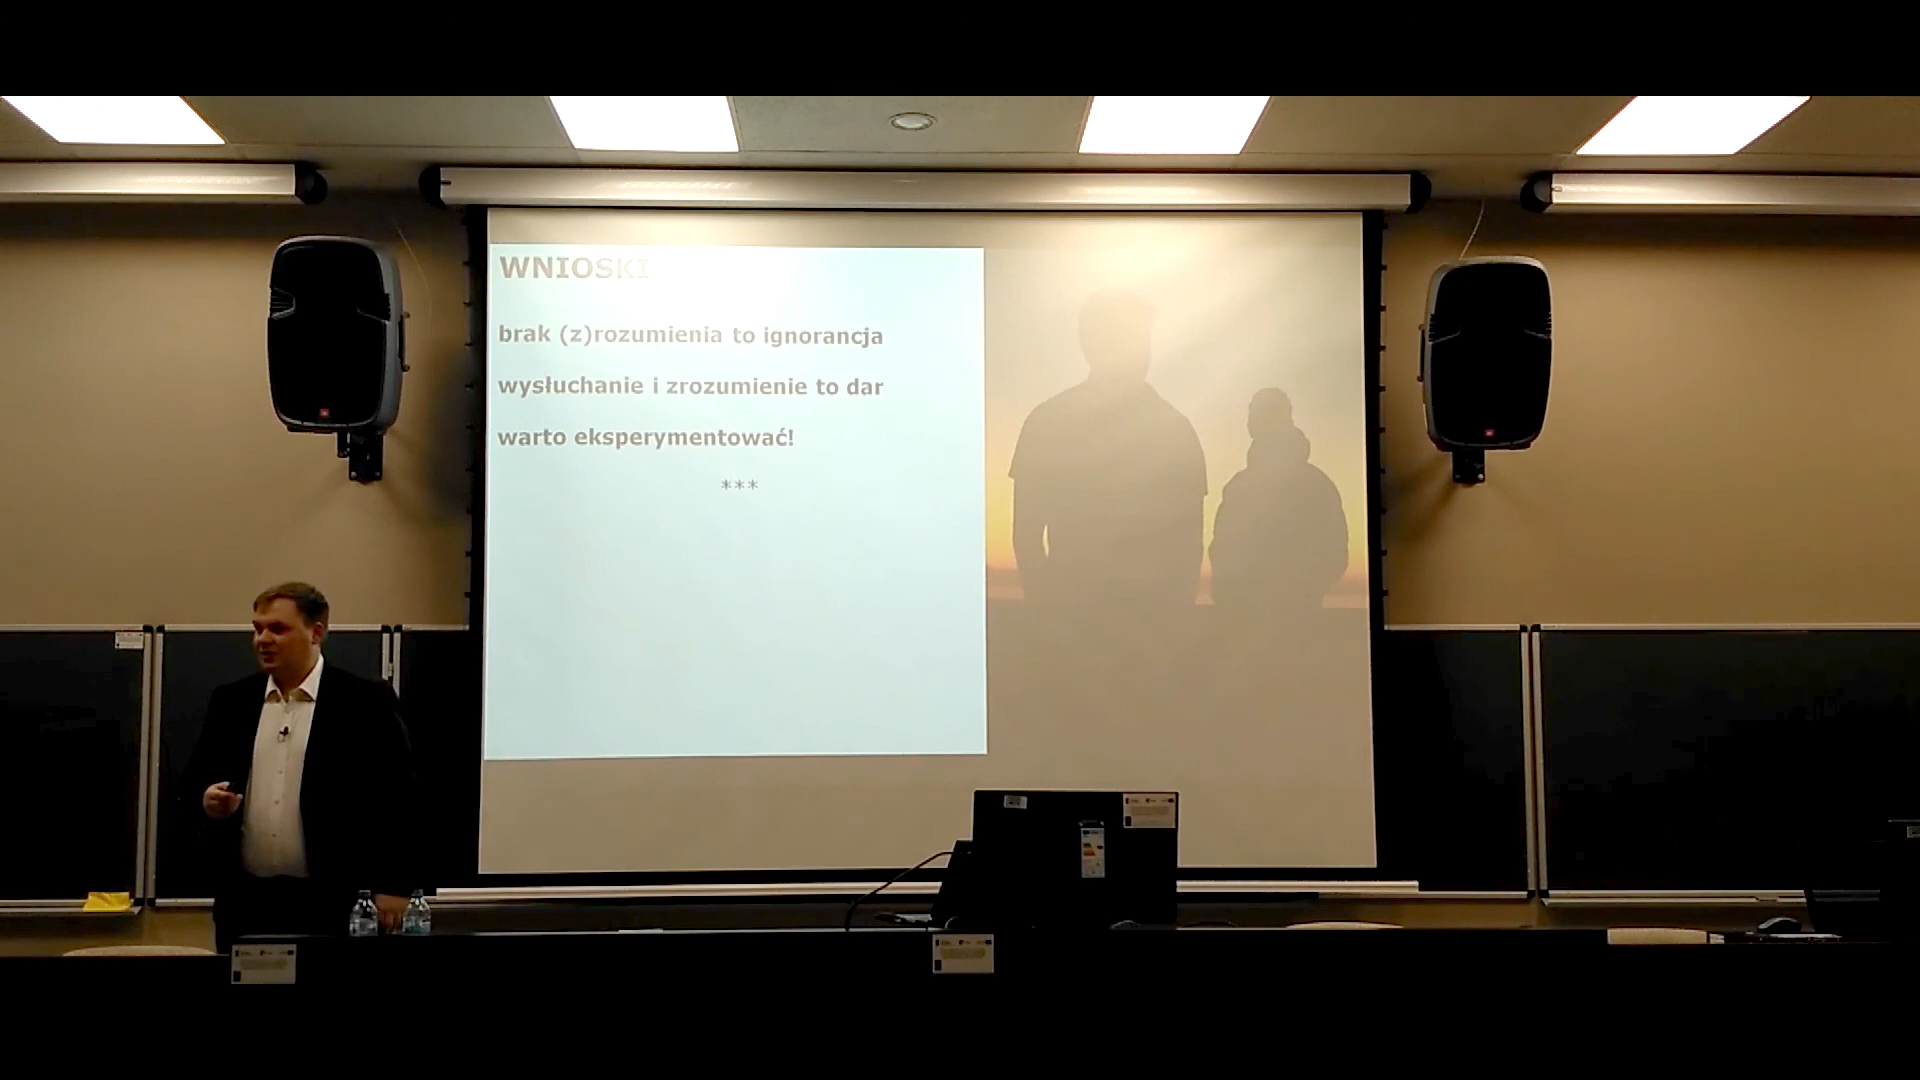 WNIOSKI
brak (z)rozumienia to ignorancja
wysłuchanie i zrozumienie to dar
warto eksperymentować!
***